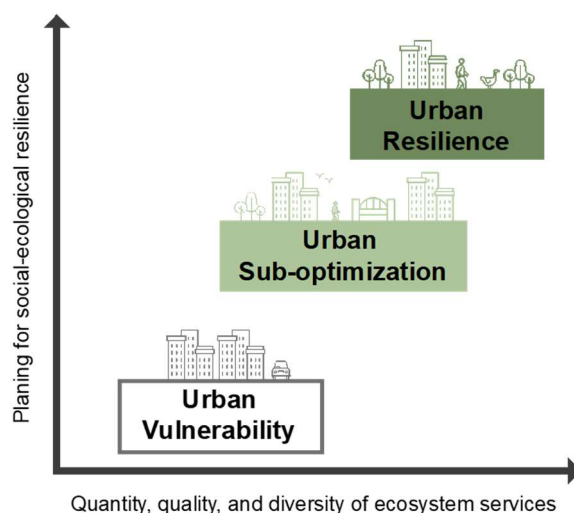 Planing for social-ecological resilience
Urban
Resilience
Urban
Sub-optimization
Urban
Vulnerability
Quantity, quality, and diversity of ecosystem services